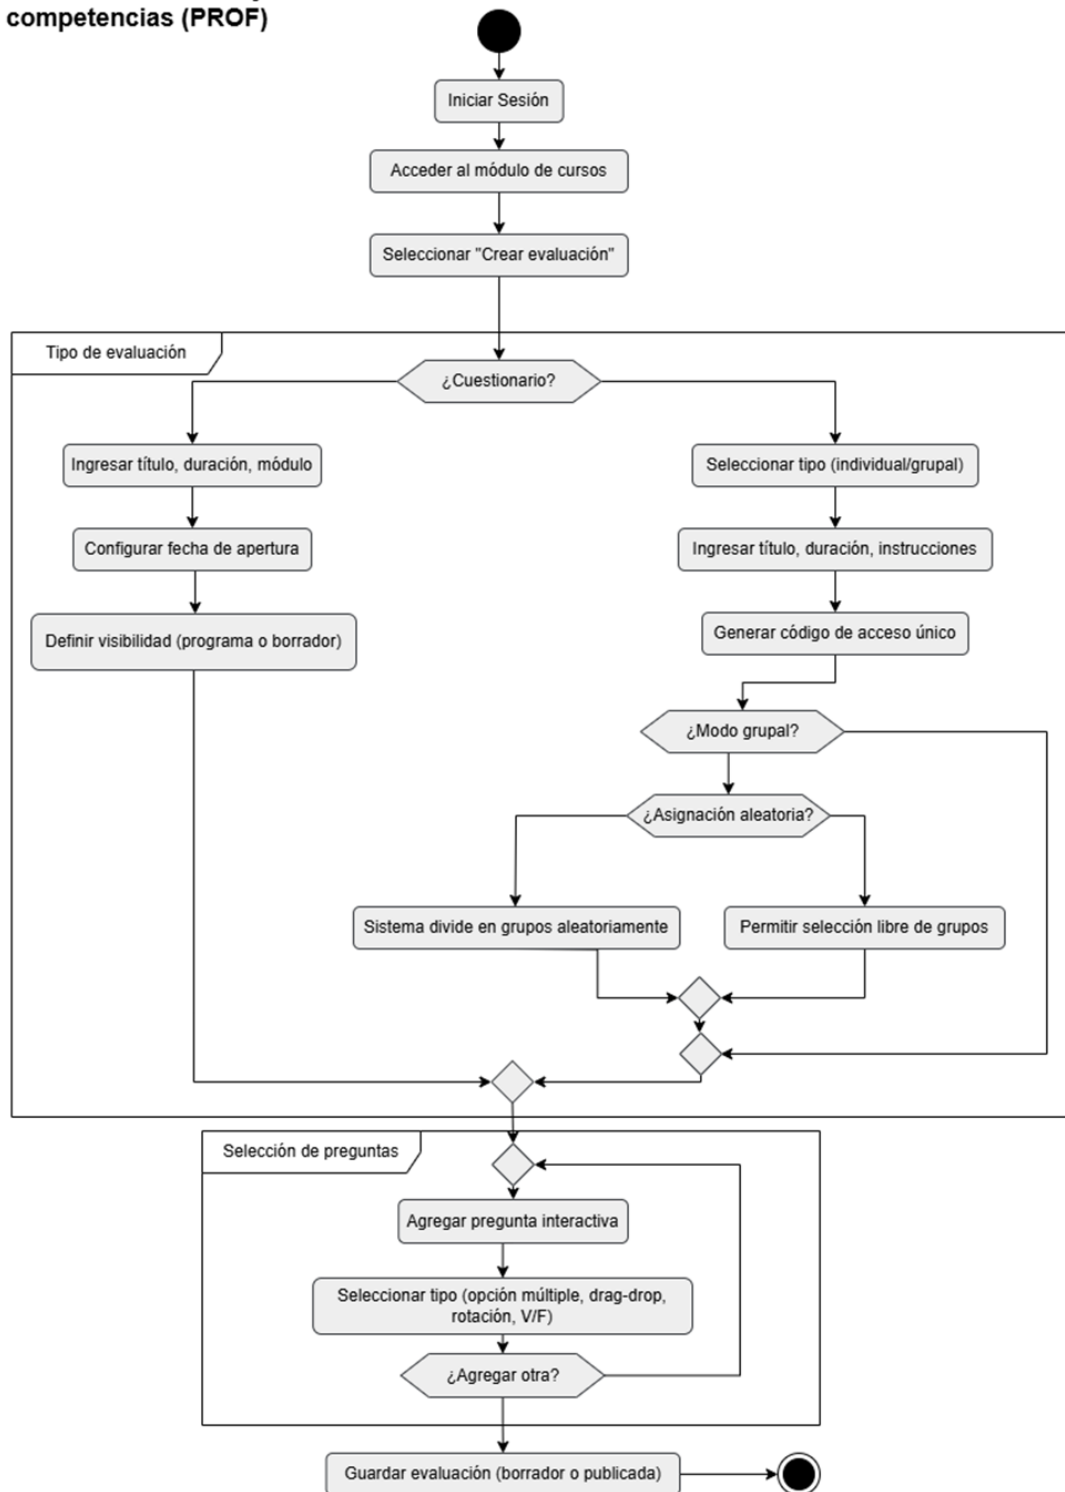 competencias (PROF)
Iniciar Sesión
Acceder al módulo de cursos
Seleccionar "Crear evaluación"
Tipo de evaluación
¿Cuestionario?
Ingresar título, duración, módulo
Seleccionar tipo (individual/grupal)
Configurar fecha de apertura
Ingresar título, duración, instrucciones
Definir visibilidad (programa o borrador)
Generar código de acceso único
¿Modo grupal?
¿Asignación aleatoria?
Sistema divide en grupos aleatoriamente
Permitir selección libre de grupos
Selección de preguntas
Agregar pregunta interactiva
Seleccionar tipo (opción múltiple, drag-drop,
rotación, V/F)
¿Agregar otra?
Guardar evaluación (borrador o publicada)